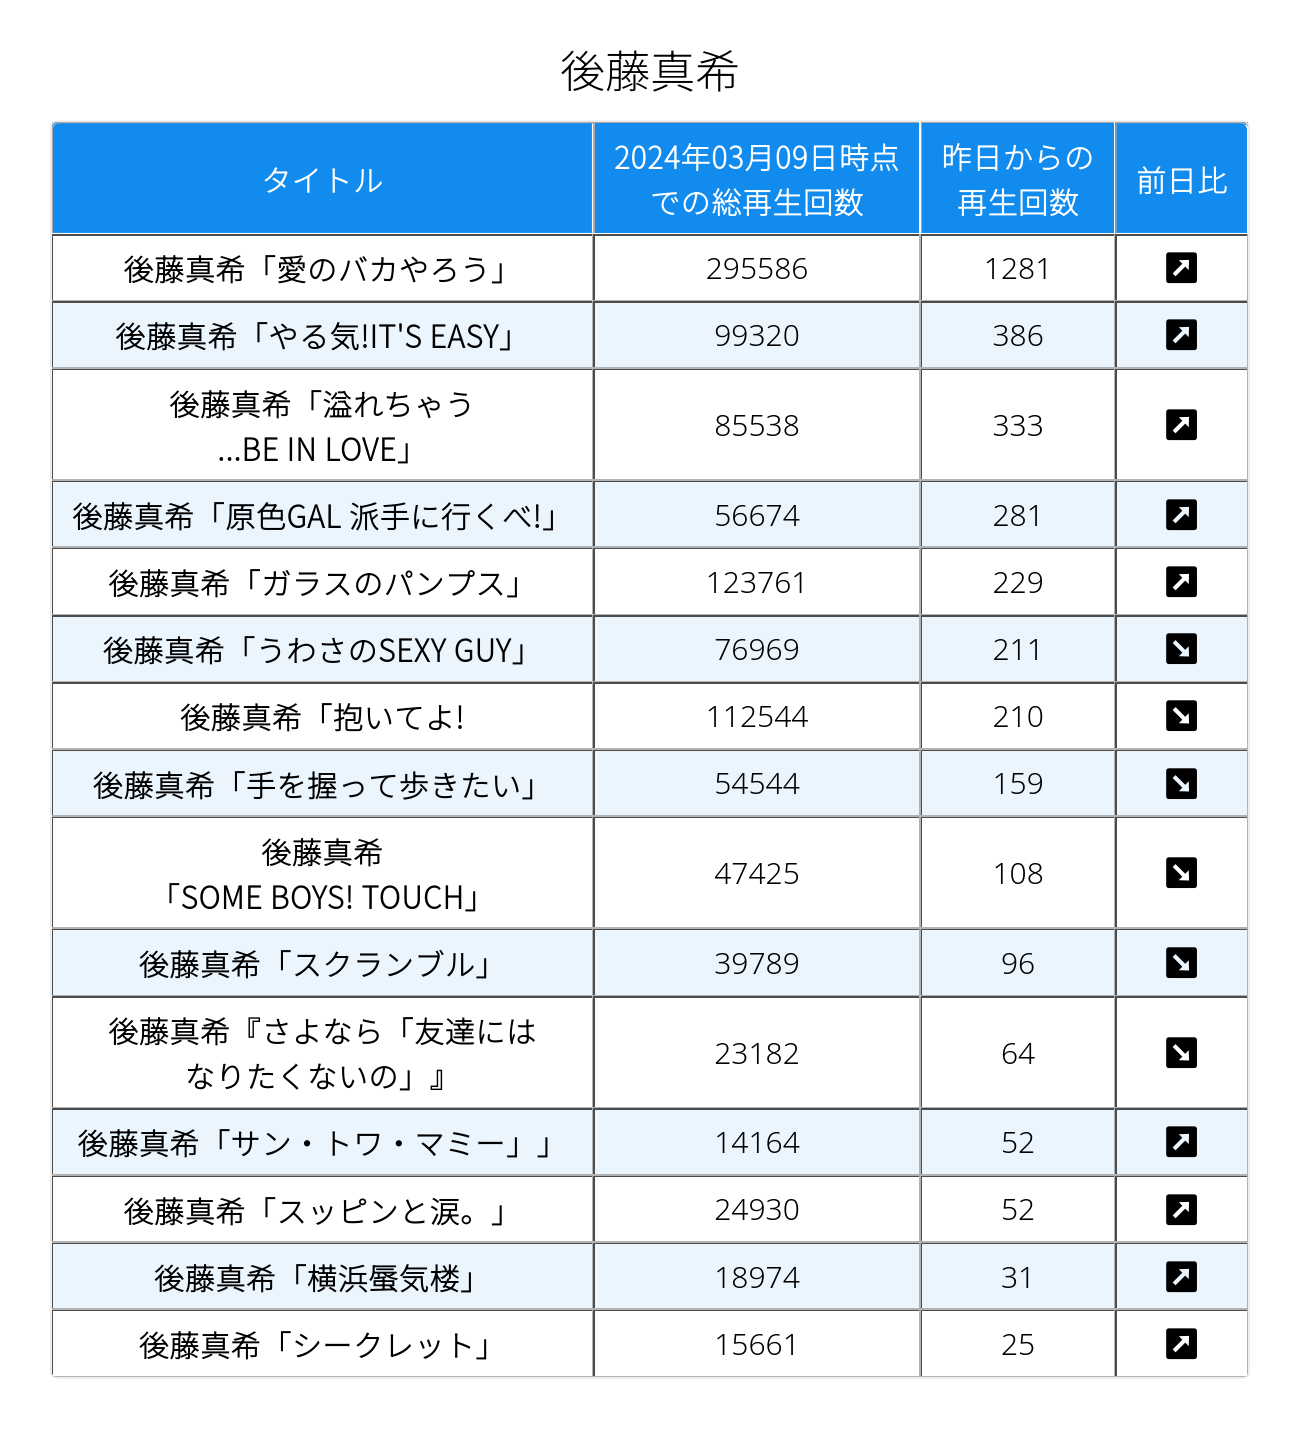 後藤真希
タイトル
2024年03月09日時点
での総再生回数
昨日からの
再生回数
前日比
後藤真希「愛のバカやろう」 295586 1281
後藤真希「やる気!IT'S EASY」 99320 386
後藤真希「溢れちゃう
...BE IN LOVE」 85538 333
後藤真希「原色GAL 派手に行くべ!」 56674 281
後藤真希「ガラスのパンプス」 123761 229
後藤真希「うわさのSEXY GUY」 76969 211
後藤真希「抱いてよ! 112544 210
後藤真希「手を握って歩きたい」 54544 159
後藤真希
「SOME BOYS! TOUCH」 47425 108
後藤真希「スクランブル」 39789 96
後藤真希『さよなら「友達には
なりたくないの」』 23182 64
後藤真希「サン・トワ・マミー」」 14164 52
後藤真希「スッピンと涙。」 24930 52
後藤真希「横浜蜃気楼」 18974 31
後藤真希「シークレット」 15661 25